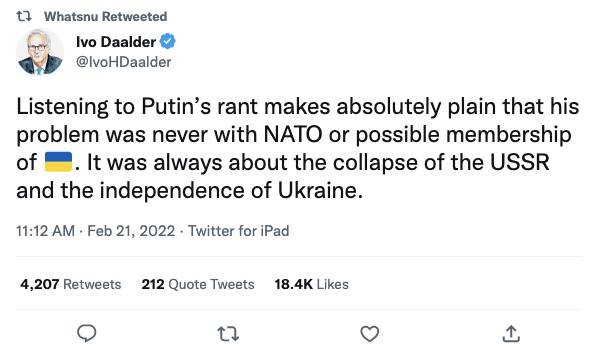 Whatsnu Retweeted
Ivo Daalder
@IvoHDaalder
Listening to Putin’s rant makes absolutely plain that his
problem was never with NATO or possible membership
of 🇺🇦. It was always about the collapse of the USSR
and the independence of Ukraine.
11:12 AM · Feb 21, 2022 · Twitter for iPad
4,207 Retweets 212 Quote Tweets 18.4K Likes